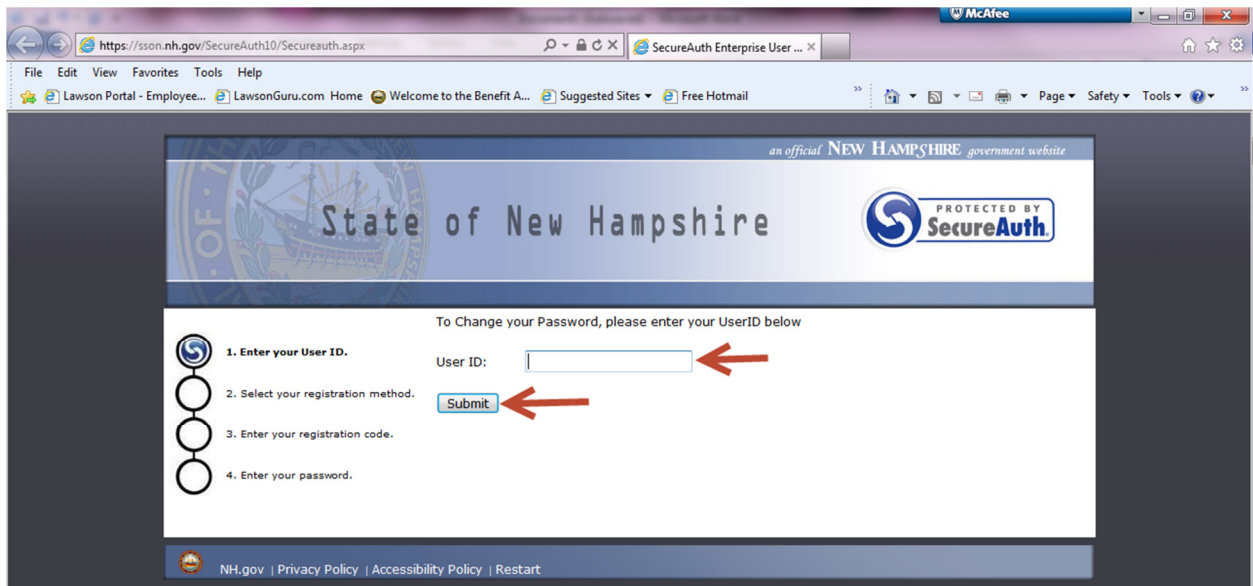 McAfee
https://sson.nh.gov/SecureAuth10/Secureauth.aspx
SecureAuth Enterprise User ...
File Edit View Favorites Tools Help
Lawson Portal - Employee... LawsonGuru.com Home Welcome to the Benefit A... Suggested Sites Free Hotmail
Page Safety Tools
an official NEW HAMPSHIRE government website
State of New Hampshire
PROTECTED BY
SecureAuth.
To Change your Password, please enter your UserID below
1. Enter your User ID.
User ID:
2. Select your registration method.
Submit
3. Enter your registration code.
4. Enter your password.
NH.gov | Privacy Policy | Accessibility Policy | Restart